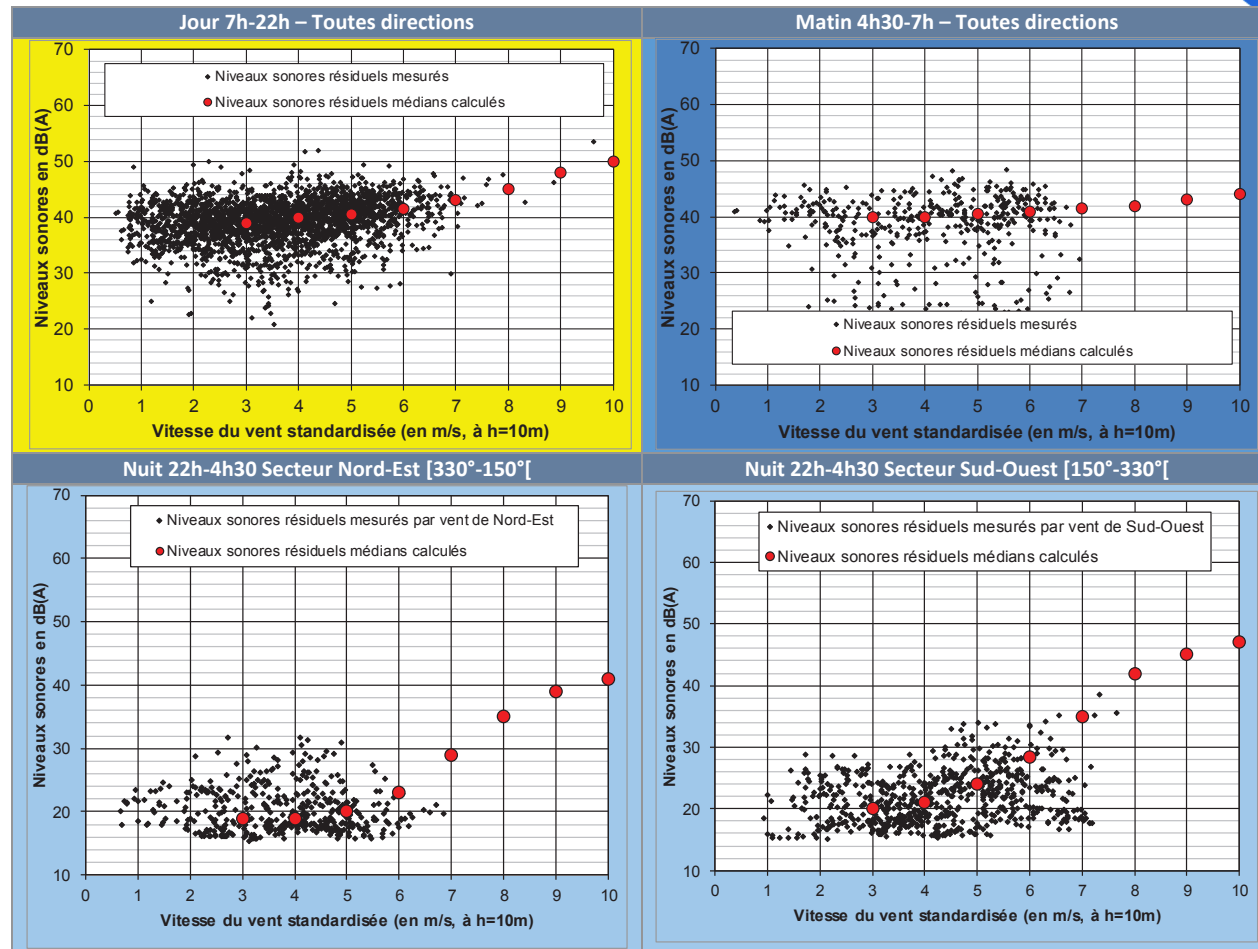 Jour 7h-22h – Toutes directions
70
60
50
40
30
20
10
Niveaux sonores en dB(A)
Niveaux sonores résiduels mesurés
Niveaux sonores résiduels médians calculés
0 1 2 3 4 5 6 7 8 9 10
Vitesse du vent standardisée (en m/s, à h=10m)
Matin 4h30-7h – Toutes directions
70
60
50
40
30
20
10
Niveaux sonores en dB(A)
Niveaux sonores résiduels mesurés
Niveaux sonores résiduels médians calculés
0 1 2 3 4 5 6 7 8 9 10
Vitesse du vent standardisée (en m/s, à h=10m)
Nuit 22h-4h30 Secteur Nord-Est [330°-150°[
70
60
50
40
30
20
10
Niveaux sonores en dB(A)
Niveaux sonores résiduels mesurés par vent de Nord-Est
Niveaux sonores résiduels médians calculés
0 1 2 3 4 5 6 7 8 9 10
Vitesse du vent standardisée (en m/s, à h=10m)
Nuit 22h-4h30 Secteur Sud-Ouest [150°-330°[
70
60
50
40
30
20
10
Niveaux sonores en dB(A)
Niveaux sonores résiduels mesurés par vent de Sud-Ouest
Niveaux sonores résiduels médians calculés
0 1 2 3 4 5 6 7 8 9 10
Vitesse du vent standardisée (en m/s, à h=10m)